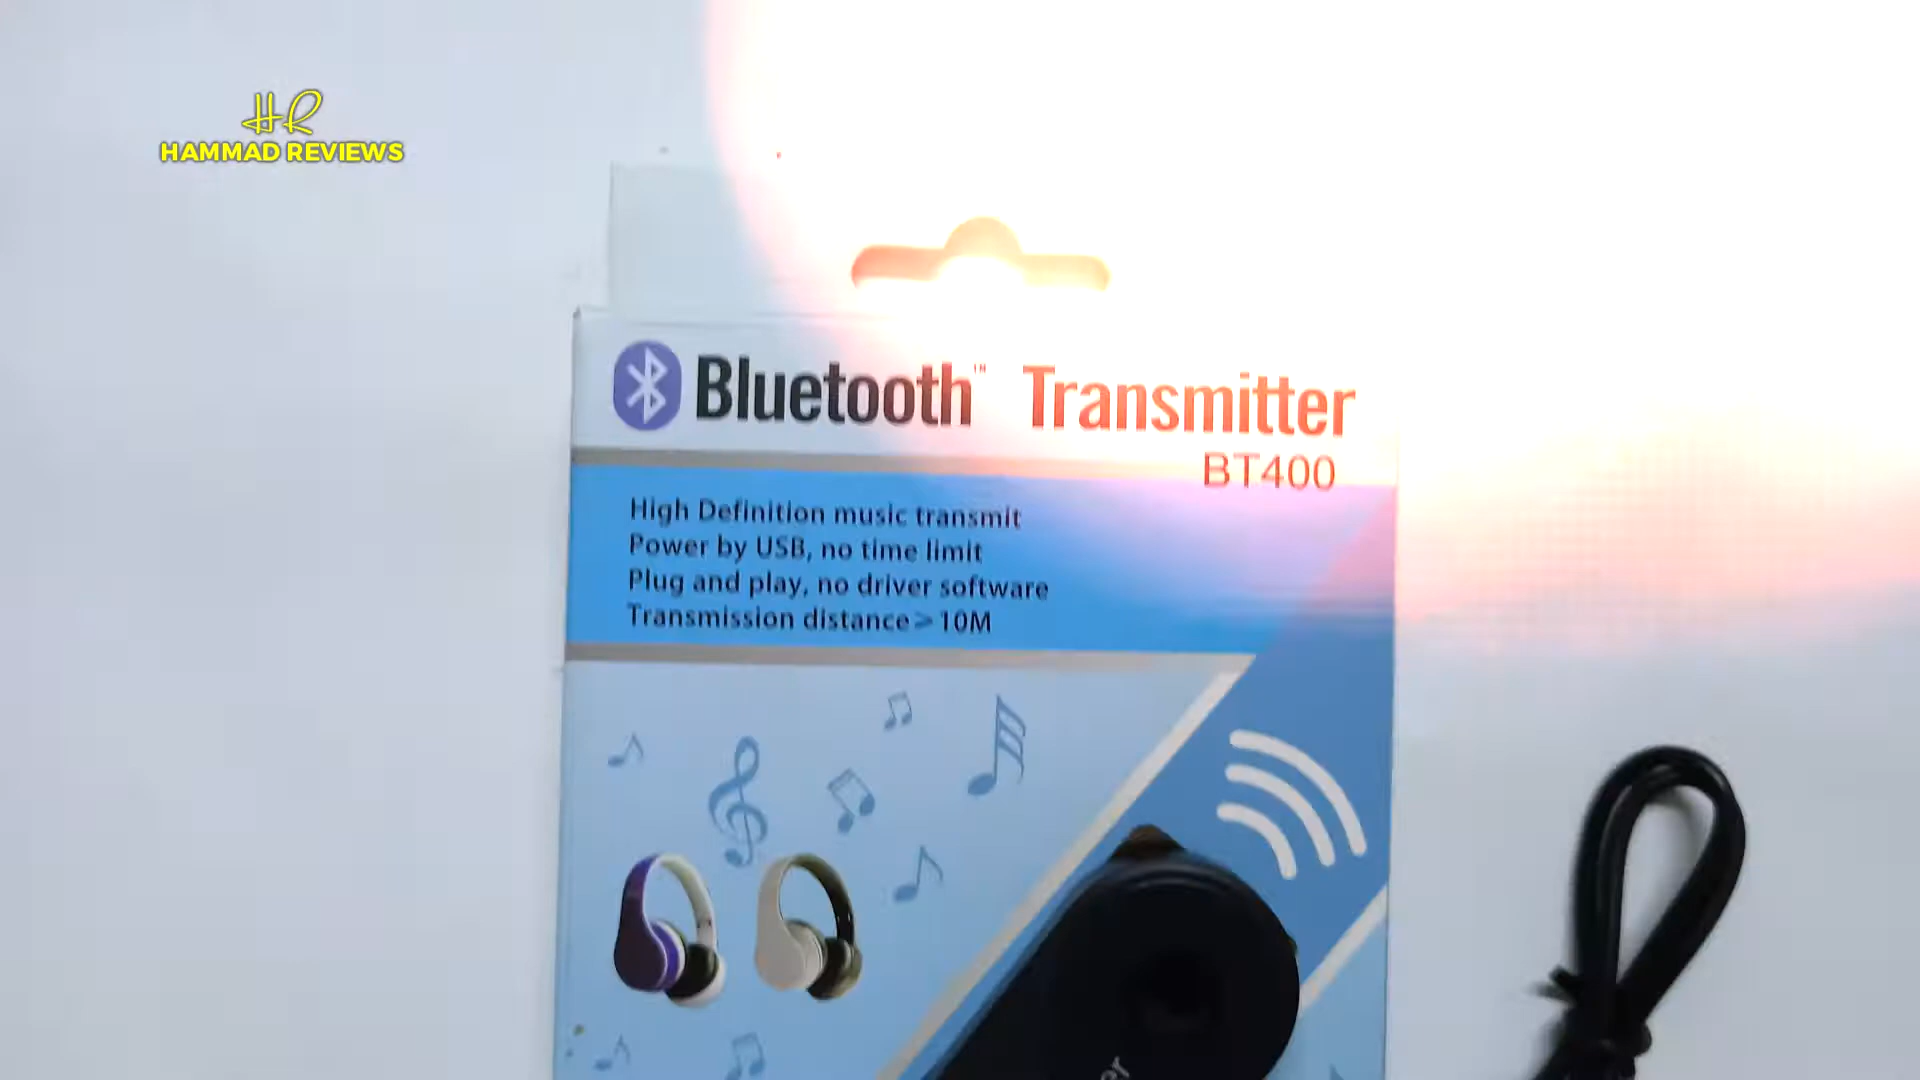 HR
HAMMAD REVIEWS
Bluetooth™ Transmitter
BT400
High Definition music transmit
Power by USB, no time limit
Plug and play, no driver software
Transmission distance≥10M
er